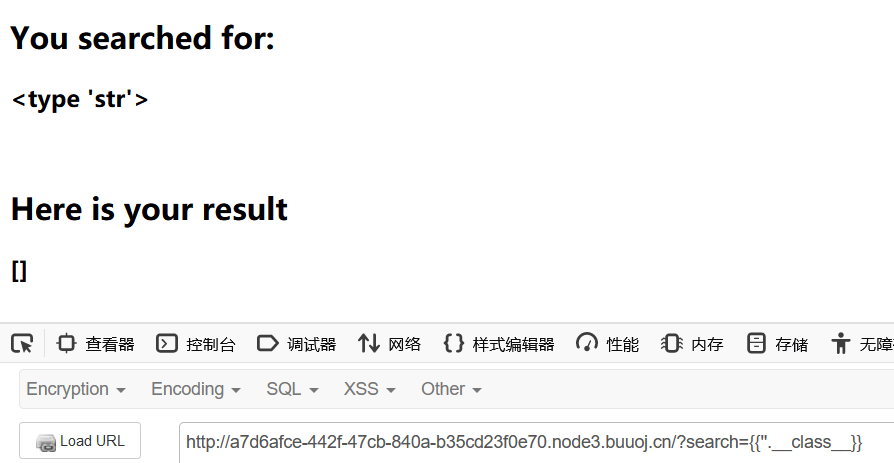 You searched for:
<type 'str'>
Here is your result
[]
查看器 控制台 调试器 网络 样式编辑器 性能 内存 存储 无障
Encryption Encoding SQL XSS Other
Load URL http://a7d6afce-442f-47cb-840a-b35cd23f0e70.node3.buuoj.cn/?search={{''.__class__}}